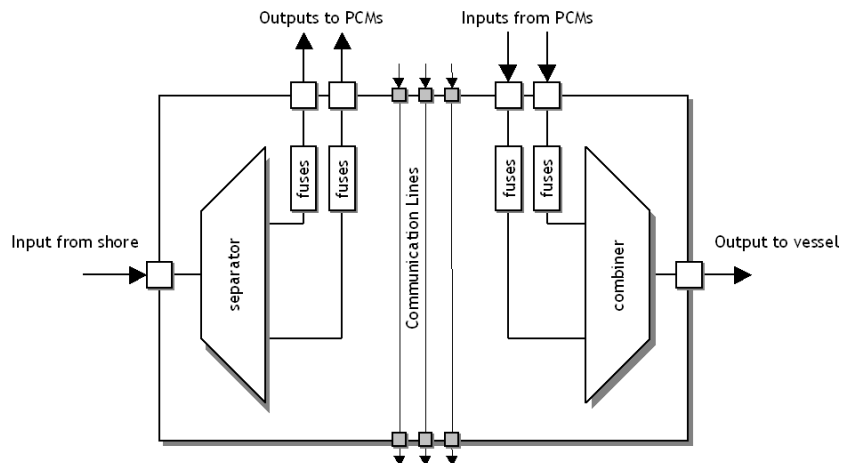 Outputs to PCMs
Inputs from PCMs
fuses
fuses
fuses
fuses
Input from shore
separator
Communication Lines
combiner
Output to vessel